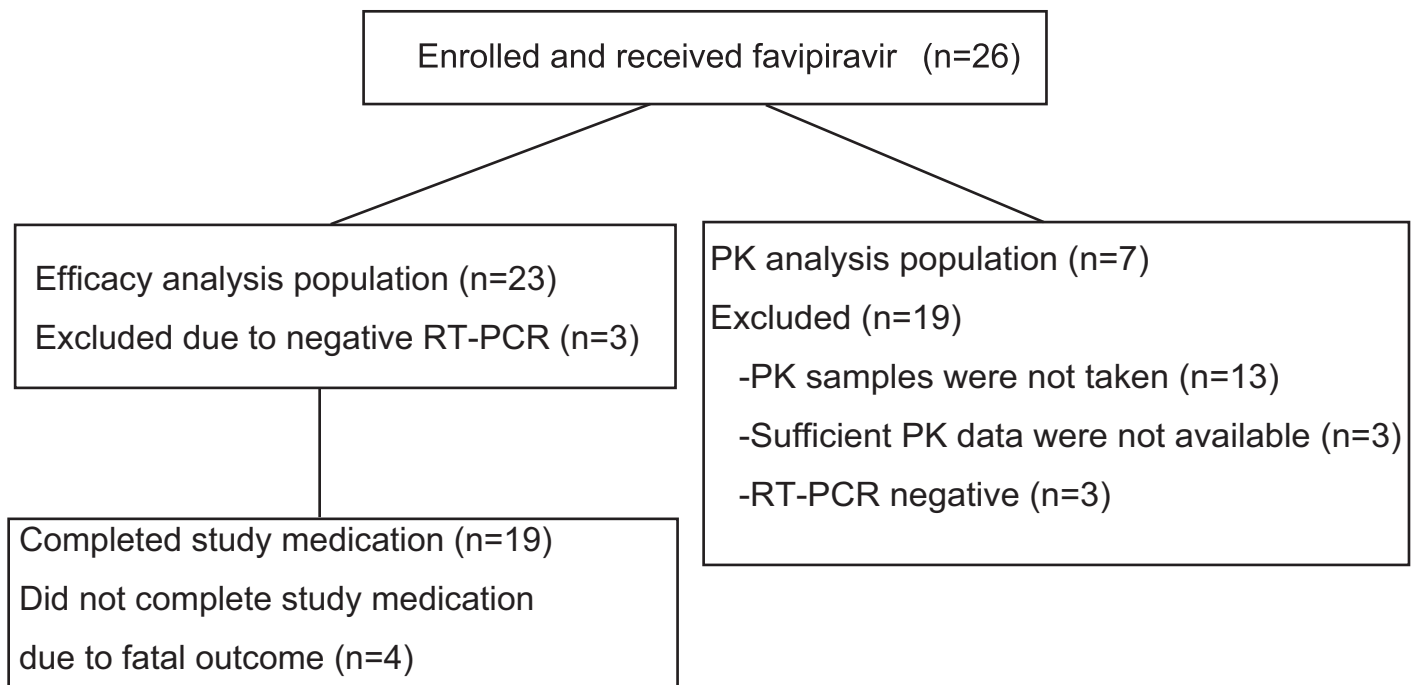 Enrolled and received favipiravir (n=26)
Efficacy analysis population (n=23)
Excluded due to negative RT-PCR (n=3)
PK analysis population (n=7)
Excluded (n=19)
-PK samples were not taken (n=13)
-Sufficient PK data were not available (n=3)
-RT-PCR negative (n=3)
Completed study medication (n=19)
Did not complete study medication
due to fatal outcome (n=4)